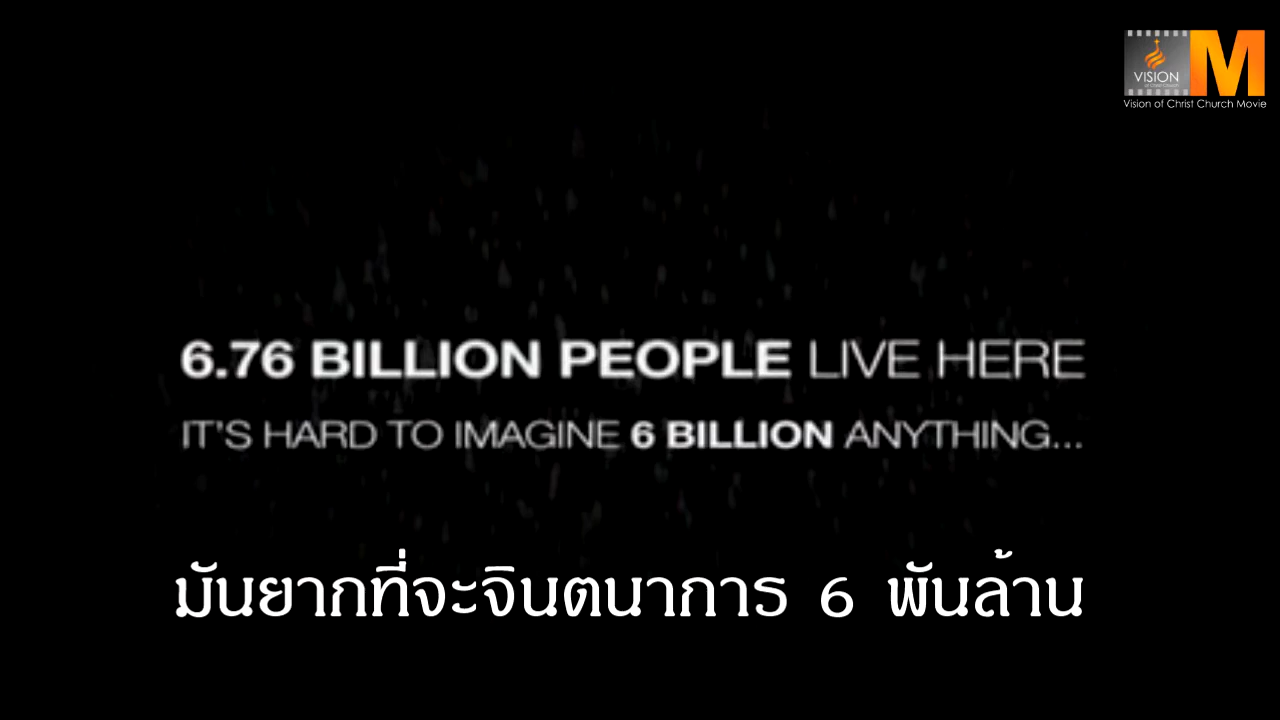 VISION
M
Vision of Christ Church Movie
6.76 BILLION PEOPLE LIVE HERE
IT'S HARD TO IMAGINE 6 BILLION ANYTHING...
มันยากที่จะจินตนาการ 6 พันล้าน